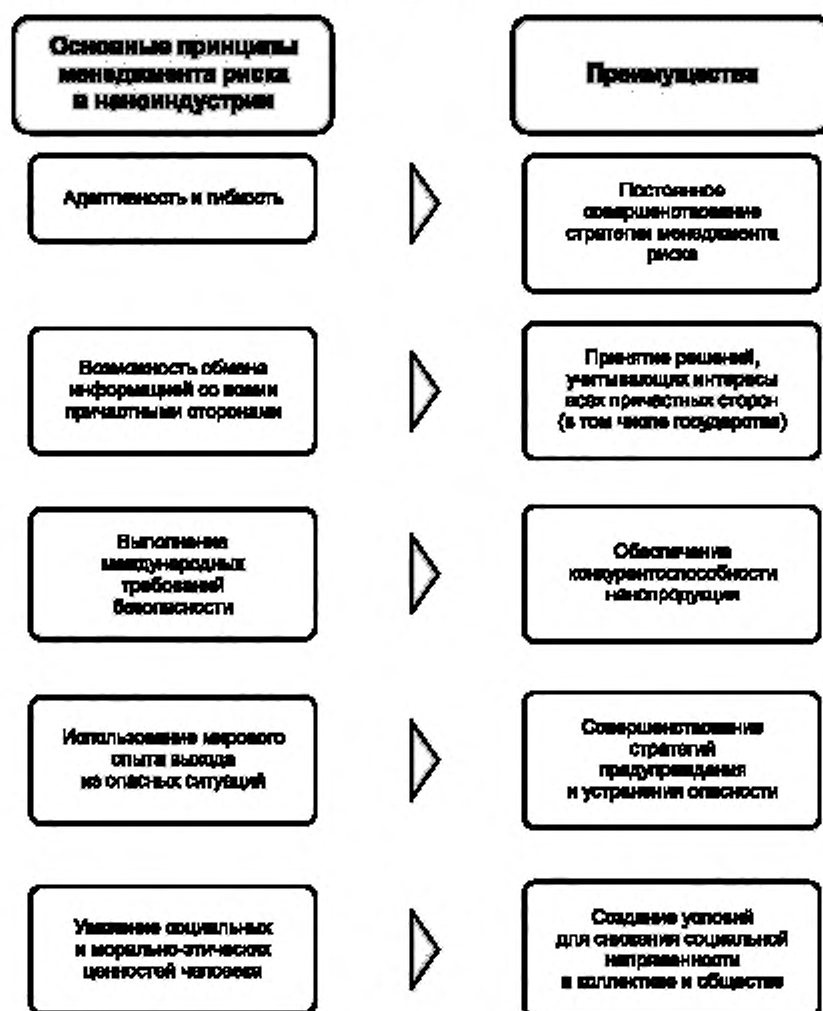 Основные принципы
менеджмента риска
в наноиндустрии
Преимущества
Адаптивность и гибкость
Постоянное
совершенствование
стратегии менеджмента
риска
Возможность обмена
информацией со всеми
причастными сторонами
Принятие решений,
учитывающих интересы
всех причастных сторон
(в том числе государства)
Выполнение
международных
требований
безопасности
Обеспечение
конкурентоспособности
нанопродукции
Использование мирового
опыта выхода
из опасных ситуаций
Совершенствование
стратегий
предупреждения
и устранения опасности
Уважение социальных
и морально-этических
ценностей человека
Создание условий
для снижения социальной
напряженности
в коллективе и обществе